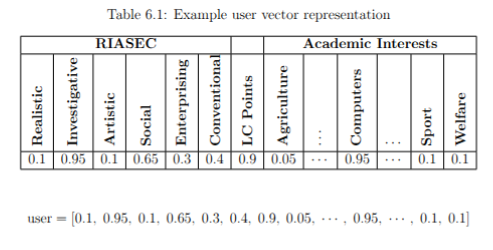 Table 6.1: Example user vector representation
RIASEC Academic Interests
Realistic Investigative Artistic Social Enterprising Conventional LC Points Agriculture ... Computers ... Sport Welfare
0.1 0.95 0.1 0.65 0.3 0.4 0.9 0.05 ··· 0.95 ··· 0.1 0.1
user = [0.1, 0.95, 0.1, 0.65, 0.3, 0.4, 0.9, 0.05, ··· , 0.95, ··· , 0.1, 0.1]